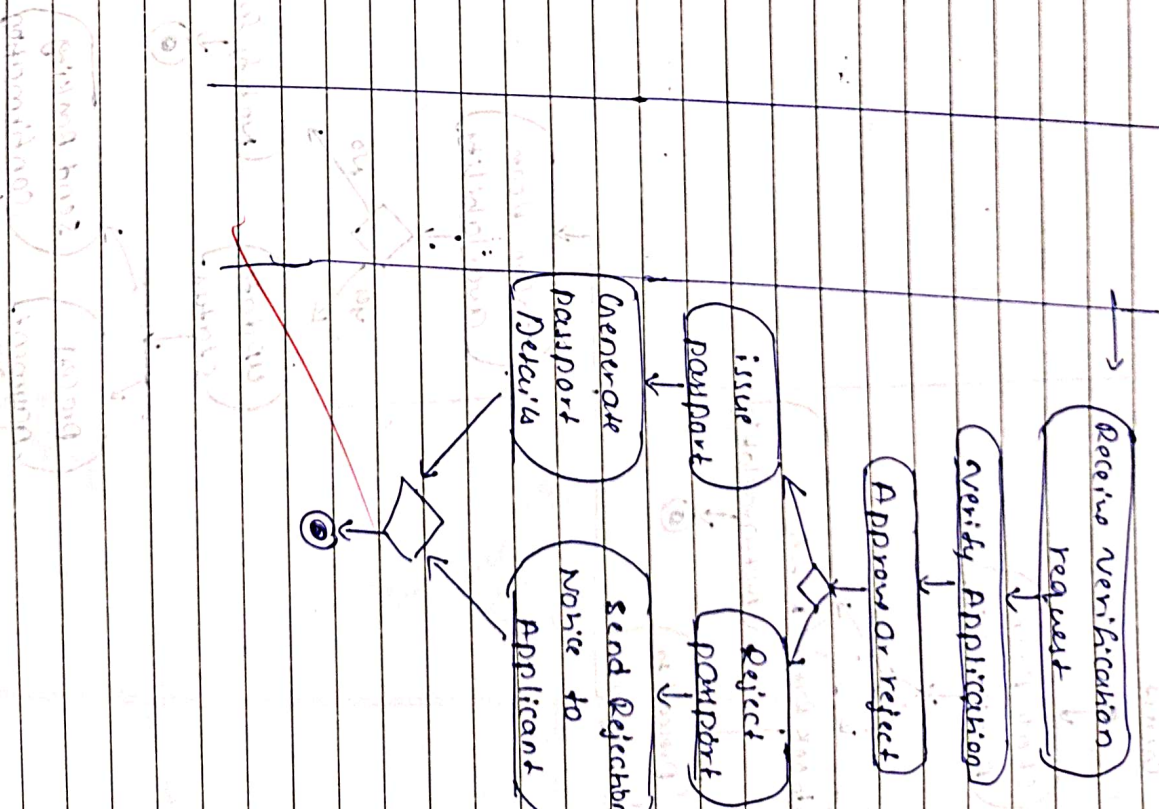 Receive verification
request
Verify Application
Approve or reject
issue
passport
Reject
passport
Generate
passport
Details
Send Rejection
Notice to
Applicant